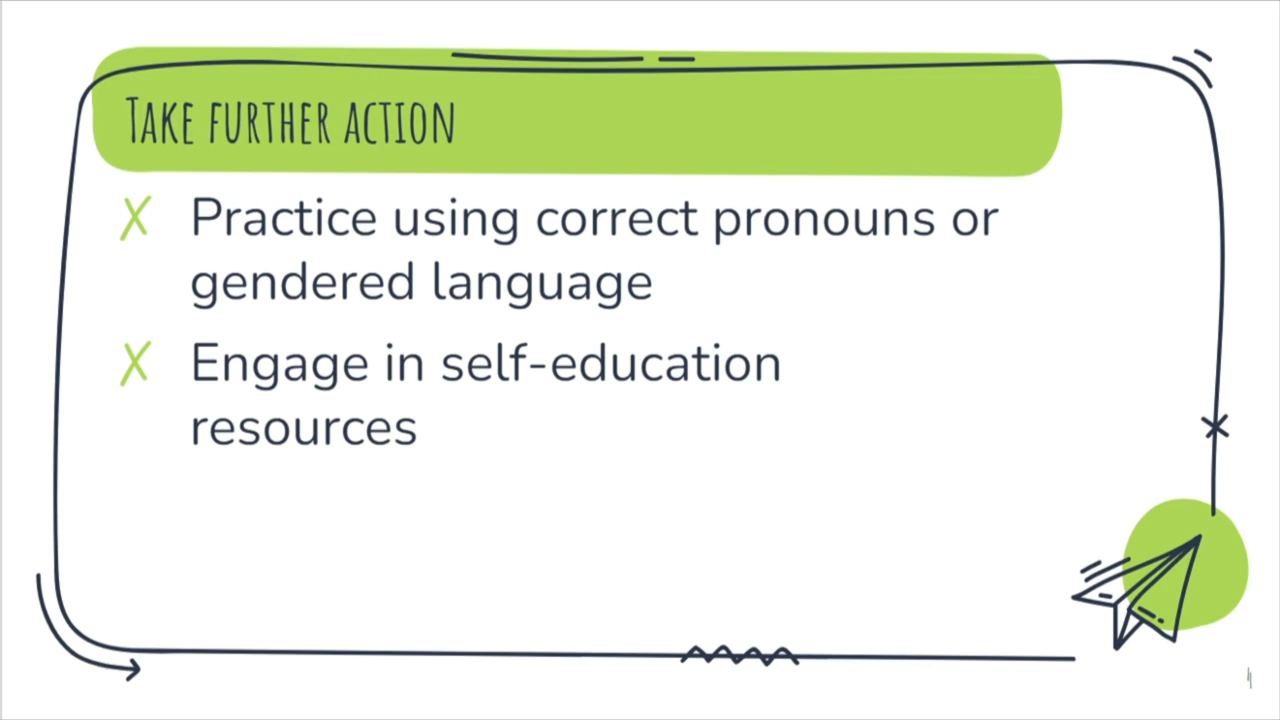 Take further action
Practice using correct pronouns or
gendered language
Engage in self-education
resources